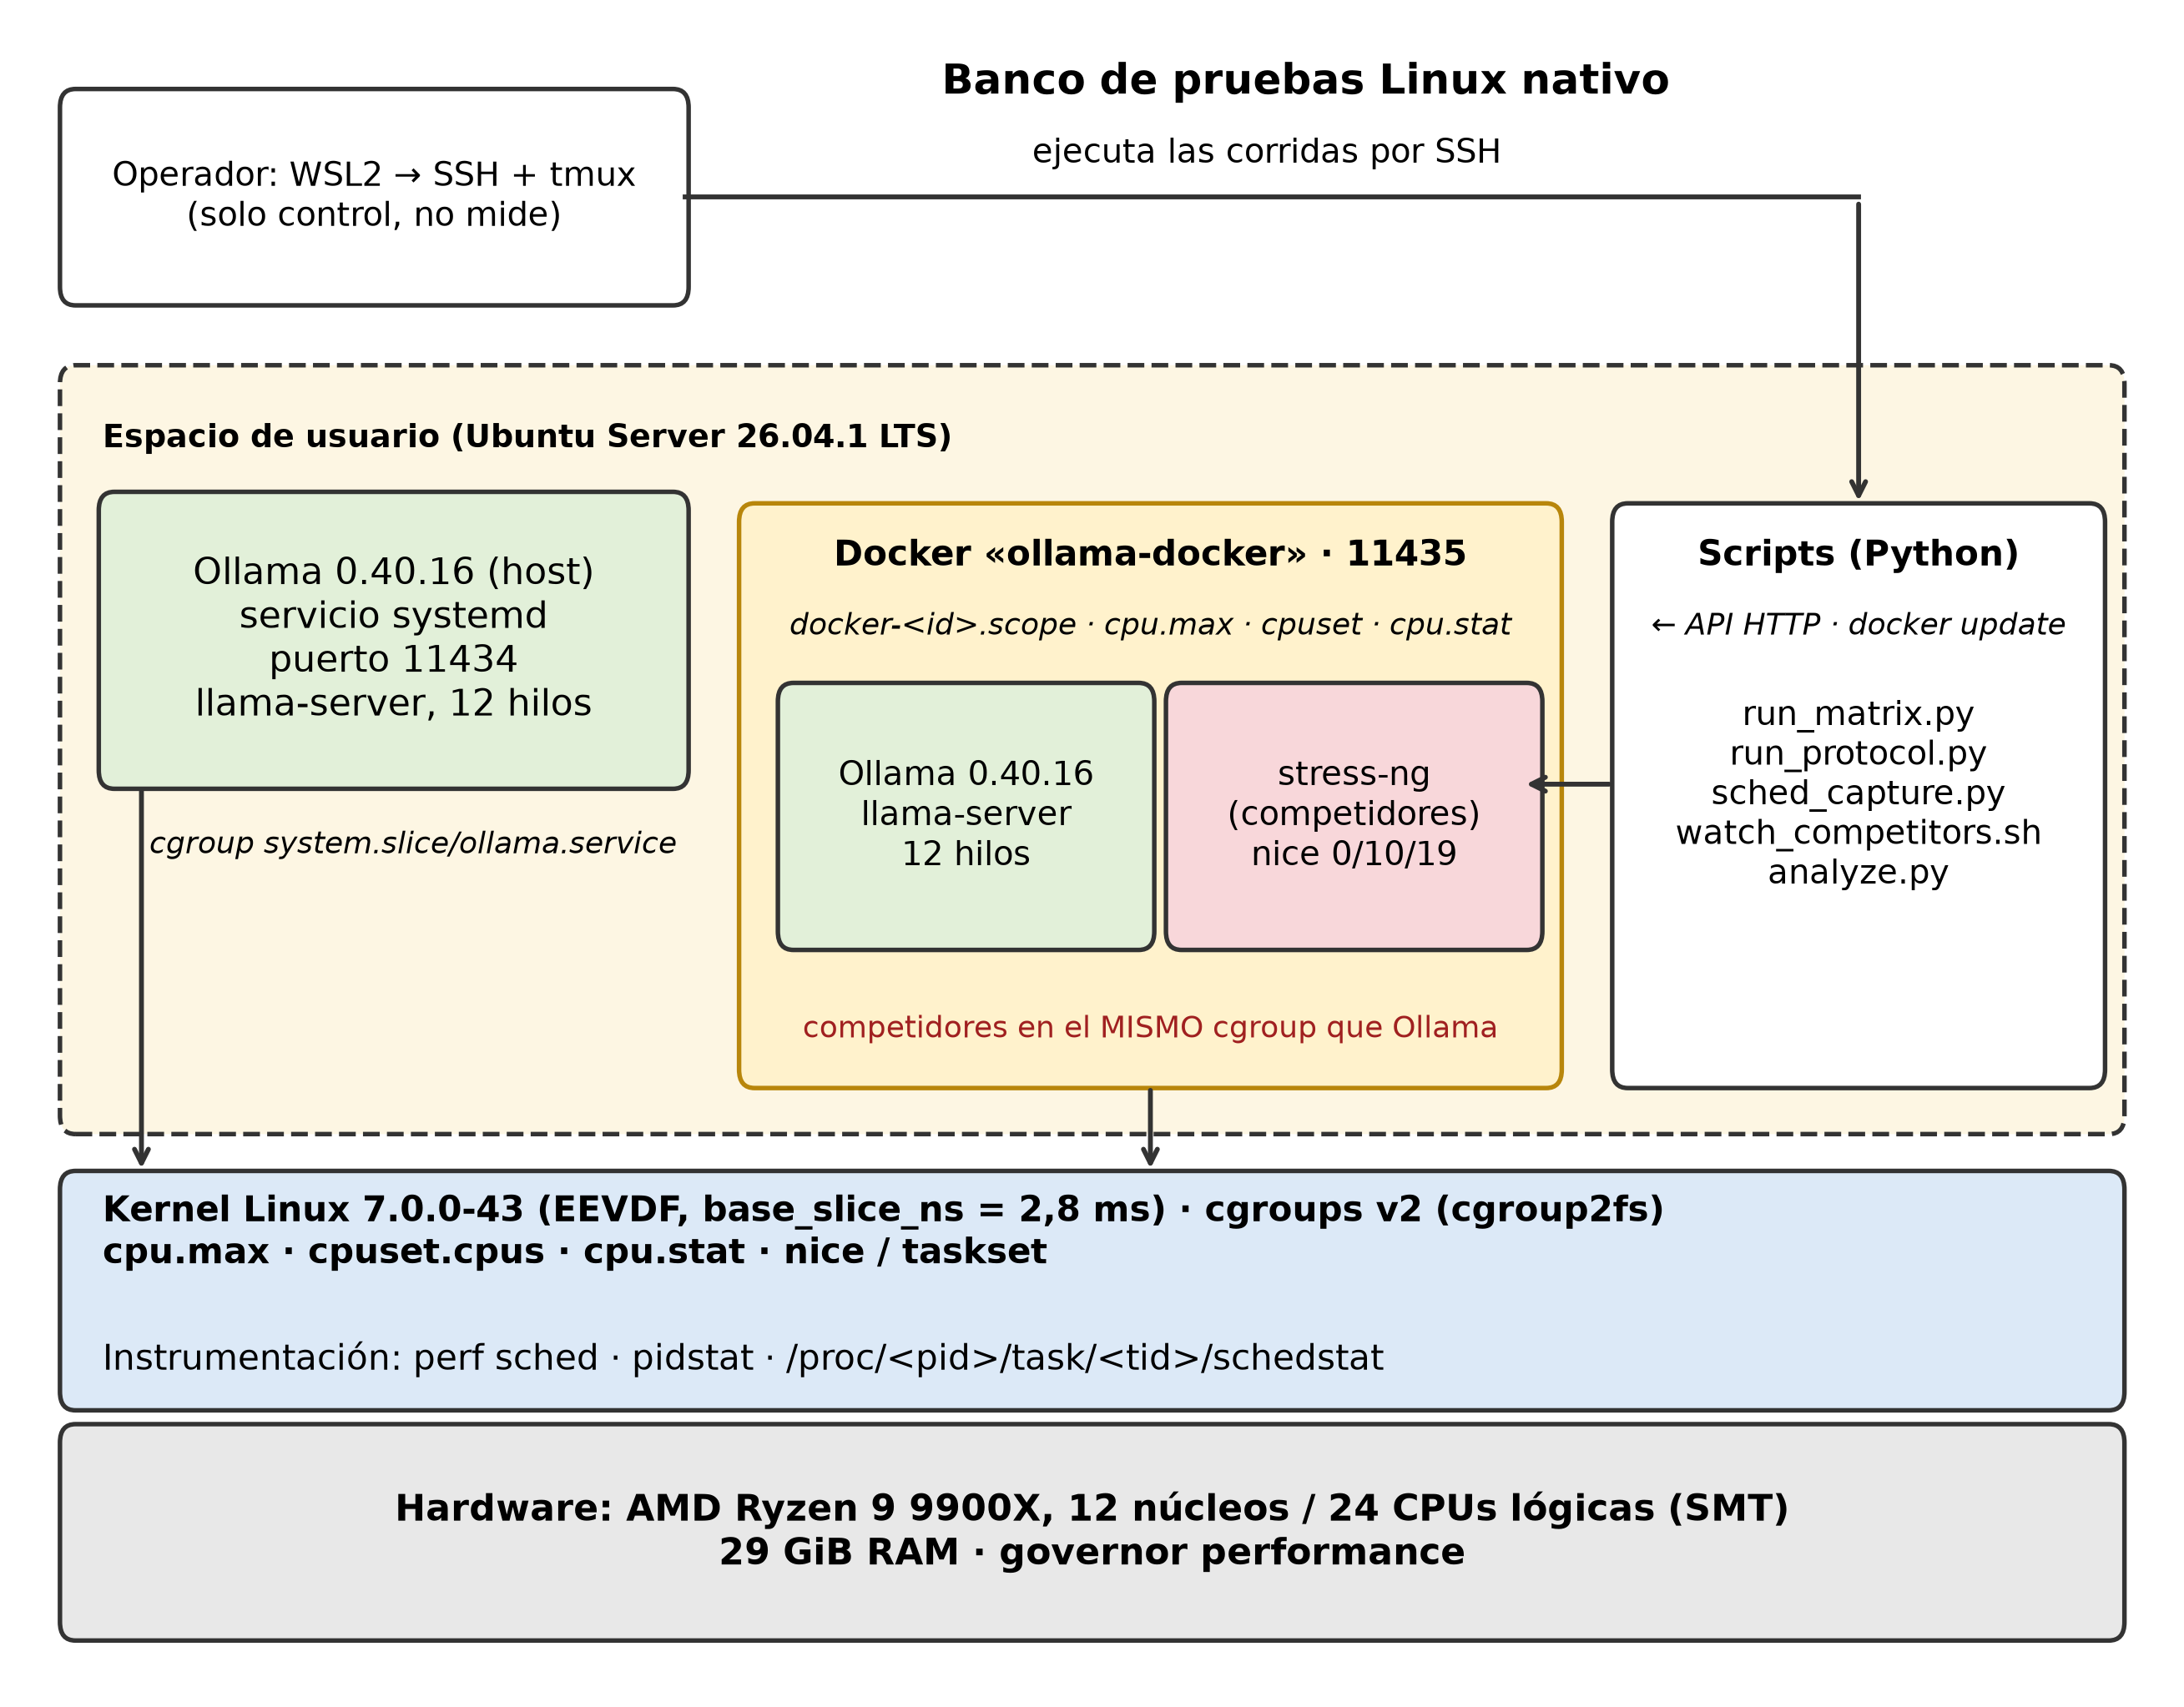 Banco de pruebas Linux nativo
ejecuta las corridas por SSH
Operador: WSL2 → SSH + tmux
(solo control, no mide)
Espacio de usuario (Ubuntu Server 26.04.1 LTS)
Ollama 0.40.16 (host)
servicio systemd
puerto 11434
llama-server, 12 hilos
cgroup system.slice/ollama.service
Docker «ollama-docker» · 11435
docker-<id>.scope · cpu.max · cpuset · cpu.stat
Ollama 0.40.16
llama-server
12 hilos
stress-ng
(competidores)
nice 0/10/19
competidores en el MISMO cgroup que Ollama
Scripts (Python)
← API HTTP · docker update
run_matrix.py
run_protocol.py
sched_capture.py
watch_competitors.sh
analyze.py
Kernel Linux 7.0.0-43 (EEVDF, base_slice_ns = 2,8 ms) · cgroups v2 (cgroup2fs)
cpu.max · cpuset.cpus · cpu.stat · nice / taskset
Instrumentación: perf sched · pidstat · /proc/<pid>/task/<tid>/schedstat
Hardware: AMD Ryzen 9 9900X, 12 núcleos / 24 CPUs lógicas (SMT)
29 GiB RAM · governor performance